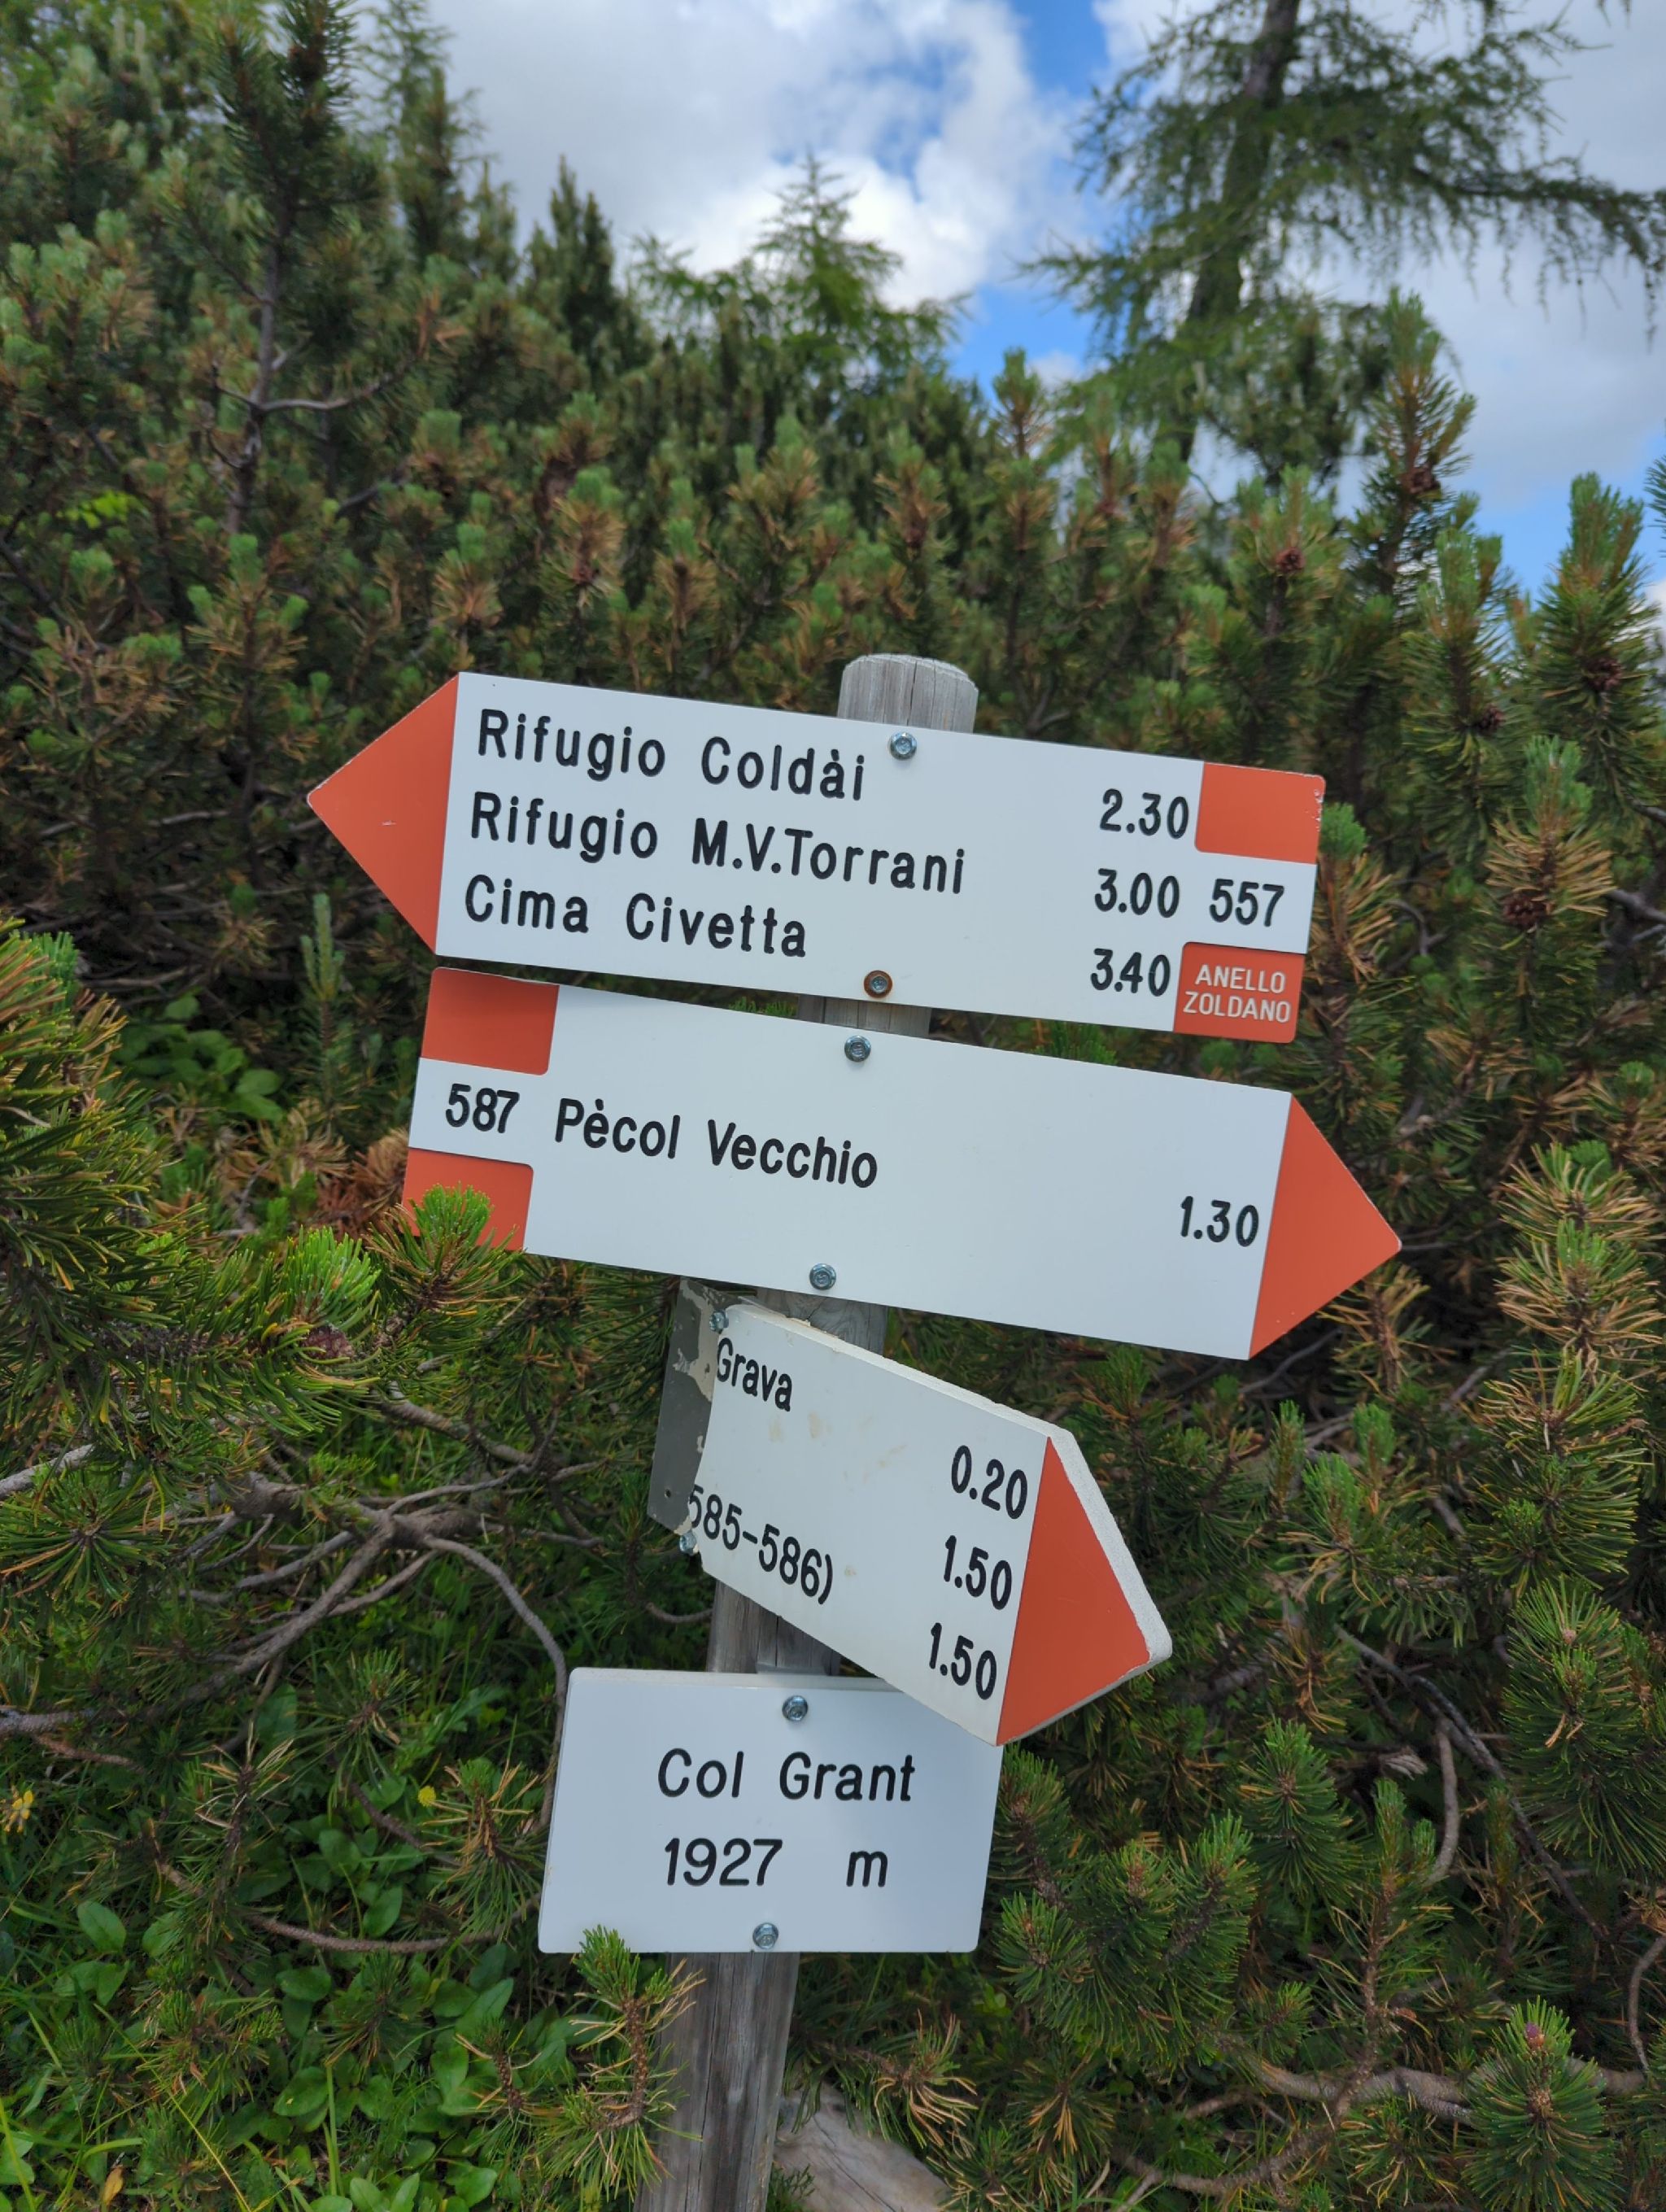 Rifugio Coldài 2.30
Rifugio M.V.Torrani 3.00 557
Cima Civetta 3.40
ANELLO
ZOLDANO
587 Pècol Vecchio
1.30
Grava
0.20
585-586) 1.50
1.50
Col Grant
1927 m